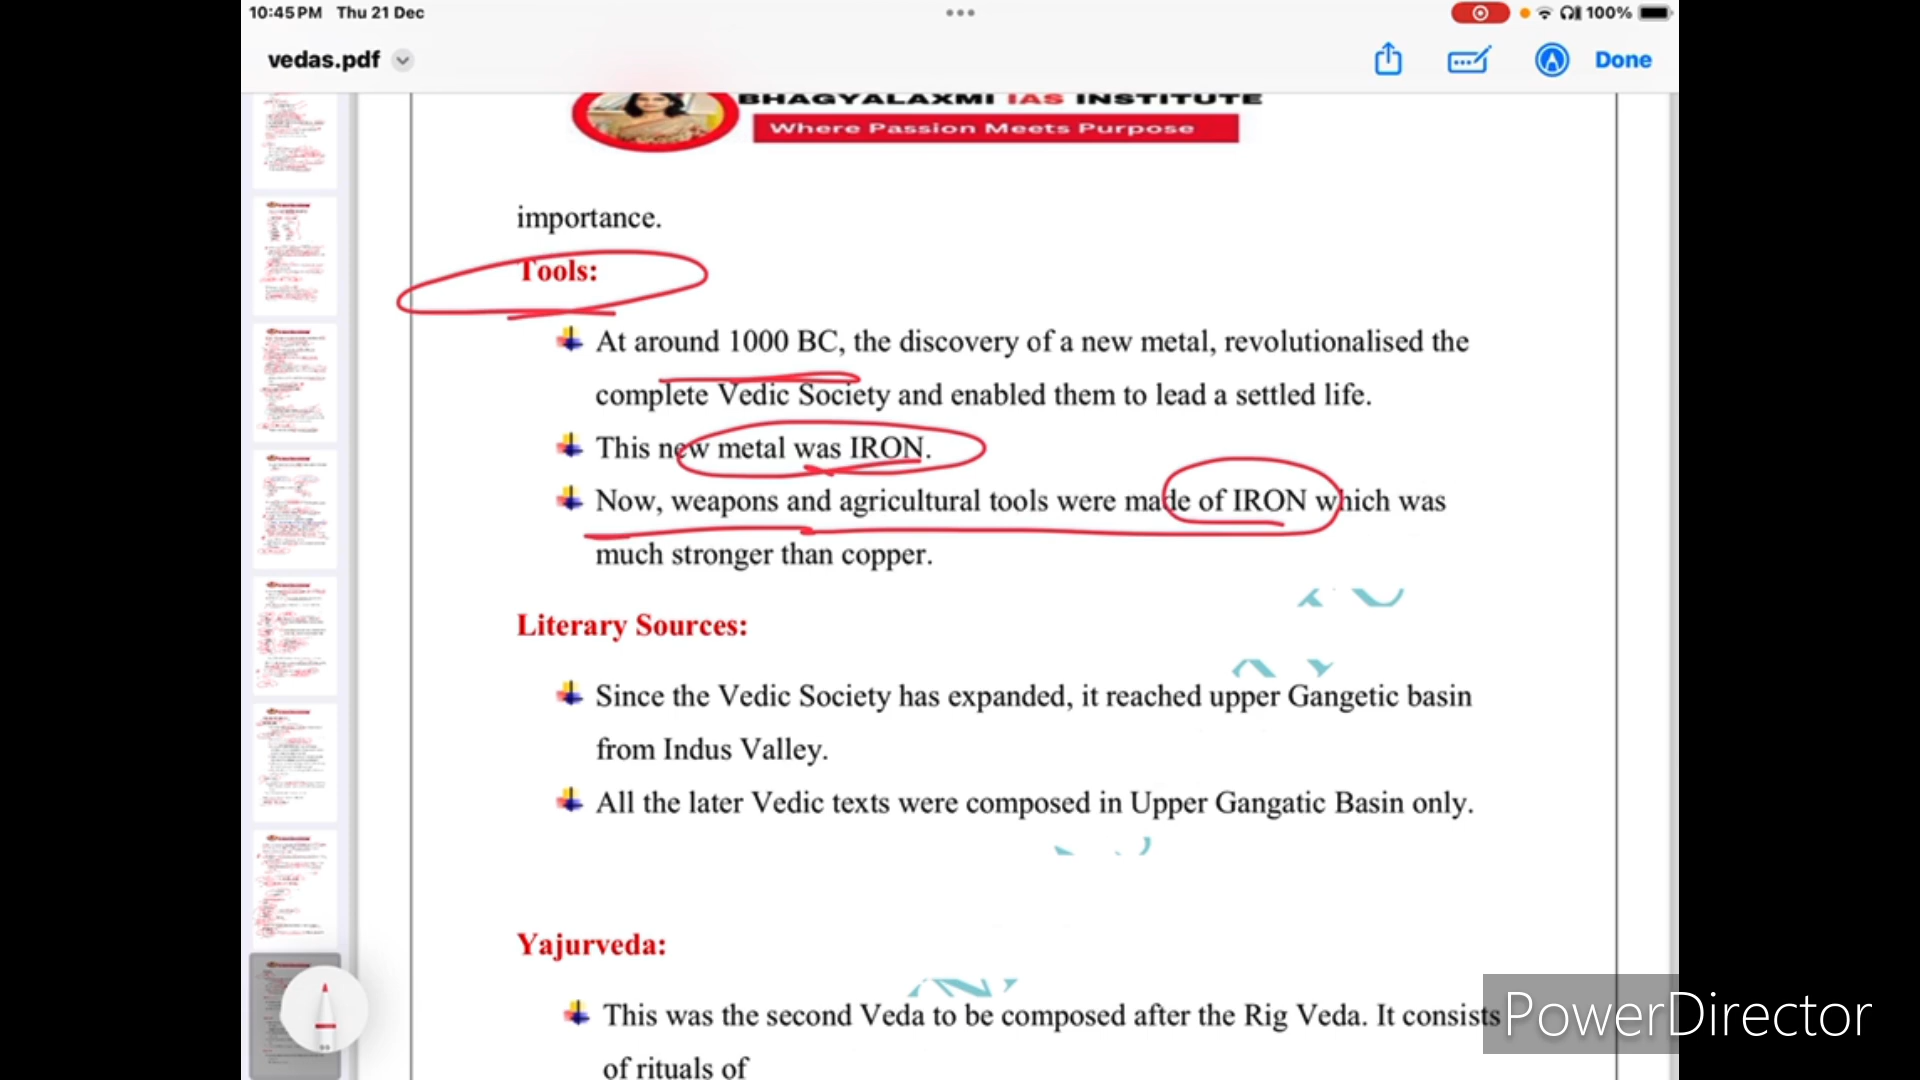 10:45 PM Thu 21 Dec
100%
vedas.pdf
Done
BHAGYALAXMI IAS INSTITUTE
Where Passion Meets Purpose
importance.
Tools:
At around 1000 BC, the discovery of a new metal, revolutionalised the
complete Vedic Society and enabled them to lead a settled life.
This new metal was IRON.
Now, weapons and agricultural tools were made of IRON which was
much stronger than copper.
Literary Sources:
Since the Vedic Society has expanded, it reached upper Gangetic basin
from Indus Valley.
All the later Vedic texts were composed in Upper Gangatic Basin only.
Yajurveda:
This was the second Veda to be composed after the Rig Veda. It consists
of rituals of
PowerDirector